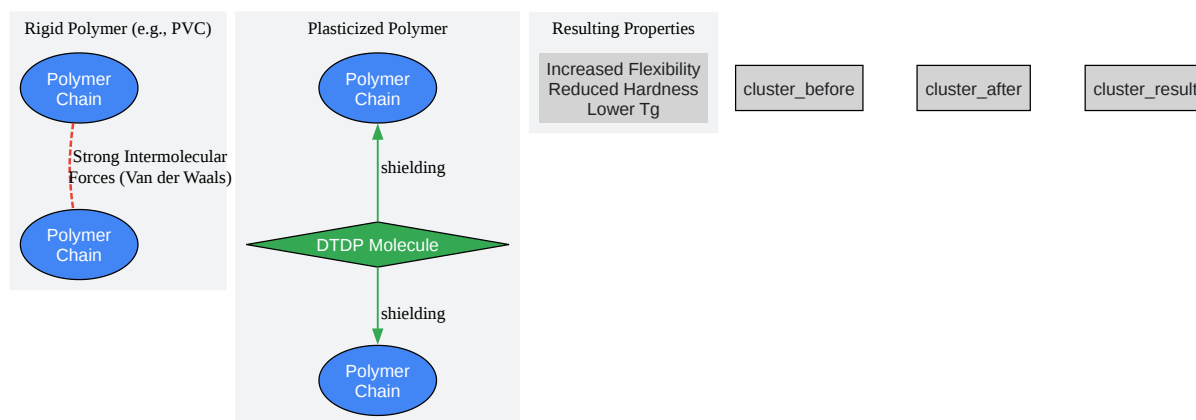 Rigid Polymer (e.g., PVC)
Polymer
Chain
Strong Intermolecular
Forces (Van der Waals)
Polymer
Chain
Plasticized Polymer
Polymer
Chain
shielding
DTDP Molecule
shielding
Polymer
Chain
Resulting Properties
Increased Flexibility
Reduced Hardness
Lower Tg
cluster_before
cluster_after
cluster_result